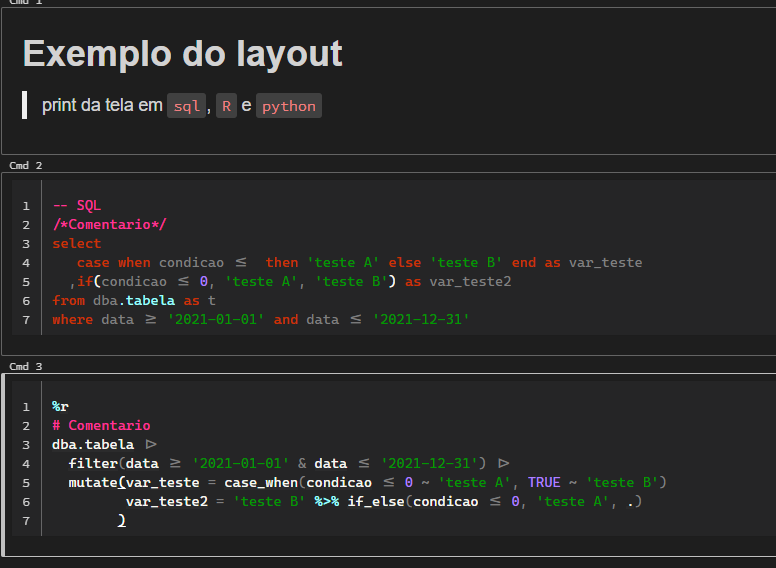 Cmd 1
Exemplo do layout
print da tela em sql, R e python
Cmd 2
1 -- SQL
2 /*Comentario*/
3 select
4 case when condicao ≤ then 'teste A' else 'teste B' end as var_teste
5 ,if(condicao ≤ 0, 'teste A', 'teste B') as var_teste2
6 from dba.tabela as t
7 where data ≥ '2021-01-01' and data ≤ '2021-12-31'
Cmd 3
1 %r
2 # Comentario
3 dba.tabela ▷
4 filter(data ≥ '2021-01-01' & data ≤ '2021-12-31') ▷
5 mutate(var_teste = case_when(condicao ≤ 0 ~ 'teste A', TRUE ~ 'teste B')
6 var_teste2 = 'teste B' %>% if_else(condicao ≤ 0, 'teste A', .)
7 )